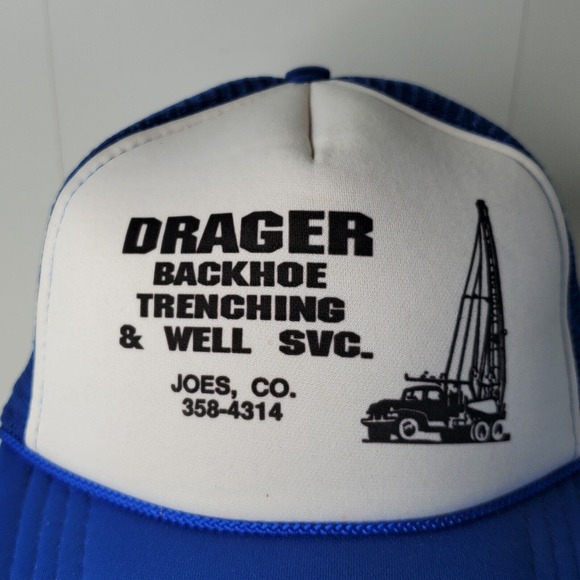 DRAGER
BACKHOE
TRENCHING
& WELL SVC.
JOES, CO.
358-4314